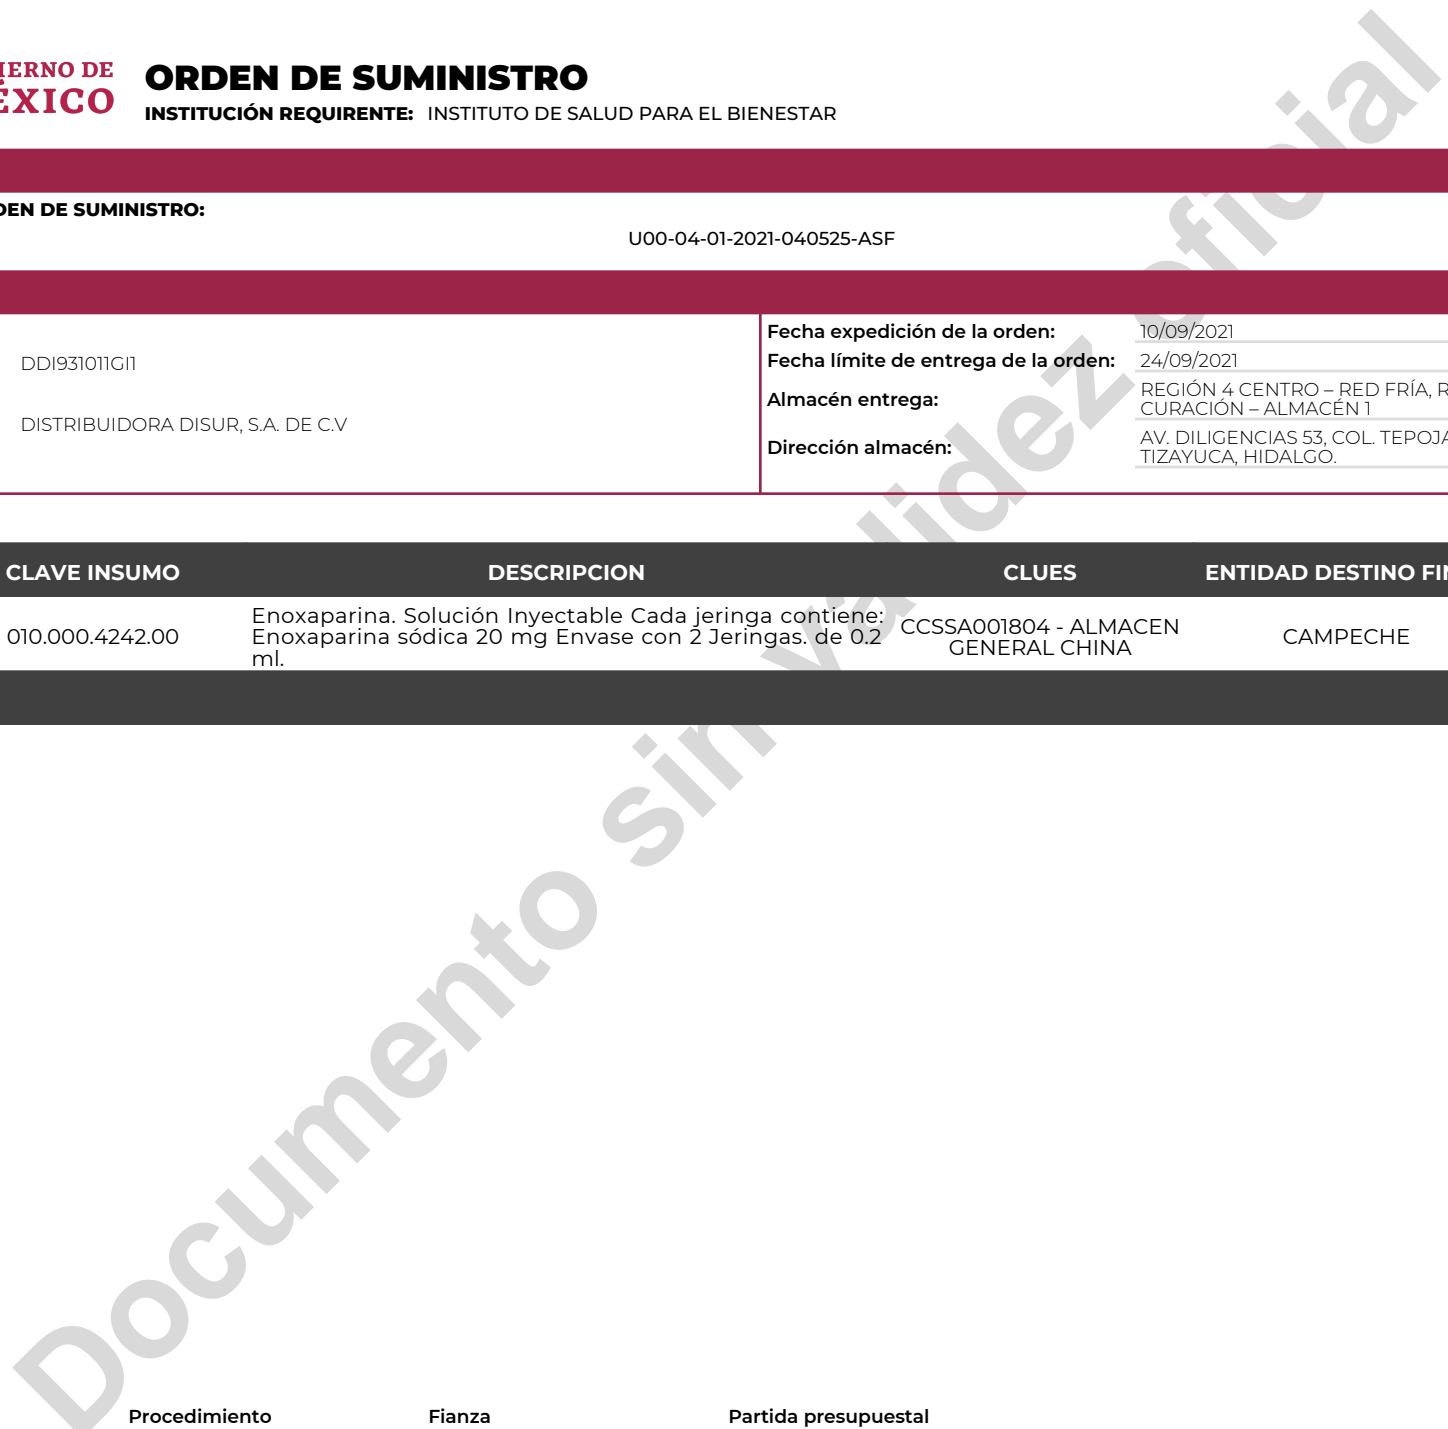 IERNO DE
ÉXICO
ORDEN DE SUMINISTRO
INSTITUCIÓN REQUIRENTE: INSTITUTO DE SALUD PARA EL BIENESTAR
DEN DE SUMINISTRO:
U00-04-01-2021-040525-ASF
DDI931011GI1
DISTRIBUIDORA DISUR, S.A. DE C.V
Fecha expedición de la orden: 10/09/2021
Fecha límite de entrega de la orden: 24/09/2021
Almacén entrega: REGIÓN 4 CENTRO – RED FRÍA, R
CURACIÓN – ALMACÉN 1
Dirección almacén: AV. DILIGENCIAS 53, COL. TEPOJA
TIZAYUCA, HIDALGO.
CLAVE INSUMO DESCRIPCION CLUES ENTIDAD DESTINO FIN
010.000.4242.00
Enoxaparina. Solución Inyectable Cada jeringa contiene:
Enoxaparina sódica 20 mg Envase con 2 Jeringas. de 0.2
ml.
CCSSA001804 - ALMACEN
GENERAL CHINA
CAMPECHE
Documento sin validez oficial
Procedimiento Fianza Partida presupuestal